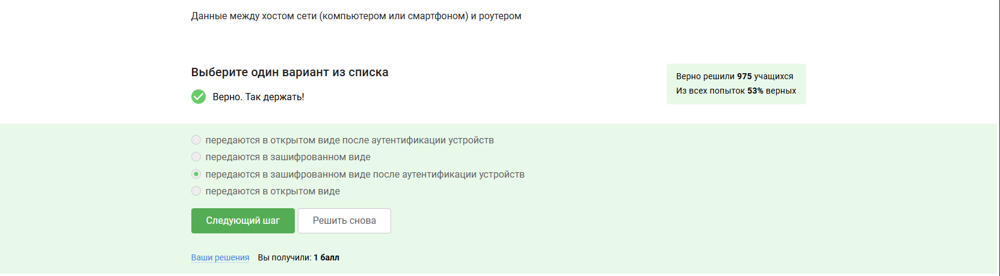 Данные между хостом сети (компьютером или смартфоном) и роутером
Выберите один вариант из списка
Верно. Так держать!
Верно решили 975 учащихся
Из всех попыток 53% верных
передаются в открытом виде после аутентификации устройств
передаются в зашифрованном виде
передаются в зашифрованном виде после аутентификации устройств
передаются в открытом виде
Следующий шаг
Решить снова
Ваши решения
Вы получили: 1 балл